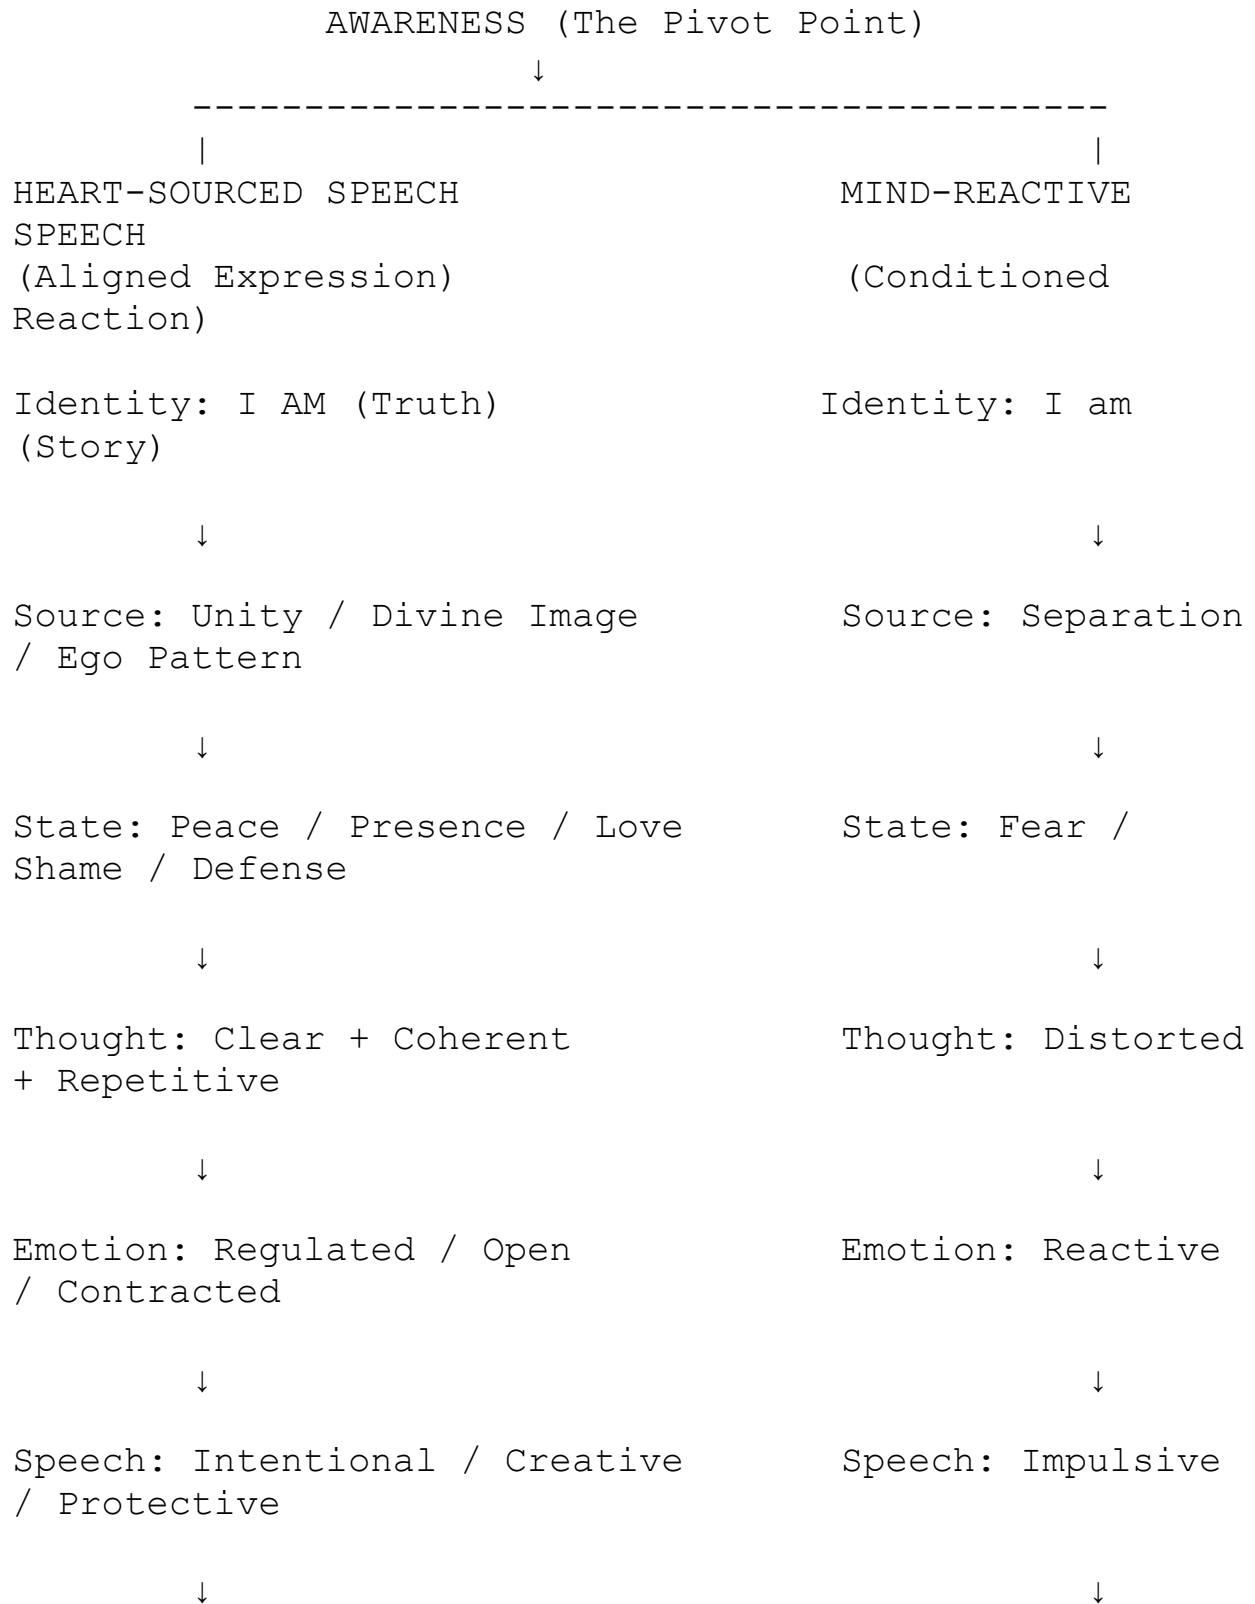 AWARENESS (The Pivot Point)
↓
-----------------------------------------
| |
HEART-SOURCED SPEECH MIND-REACTIVE
SPEECH
(Aligned Expression) (Conditioned
Reaction)
Identity: I AM (Truth) Identity: I am
(Story)
↓ ↓
Source: Unity / Divine Image Source: Separation
/ Ego Pattern
↓ ↓
State: Peace / Presence / Love State: Fear /
Shame / Defense
↓ ↓
Thought: Clear + Coherent Thought: Distorted
+ Repetitive
↓ ↓
Emotion: Regulated / Open Emotion: Reactive
/ Contracted
↓ ↓
Speech: Intentional / Creative Speech: Impulsive
/ Protective
↓ ↓